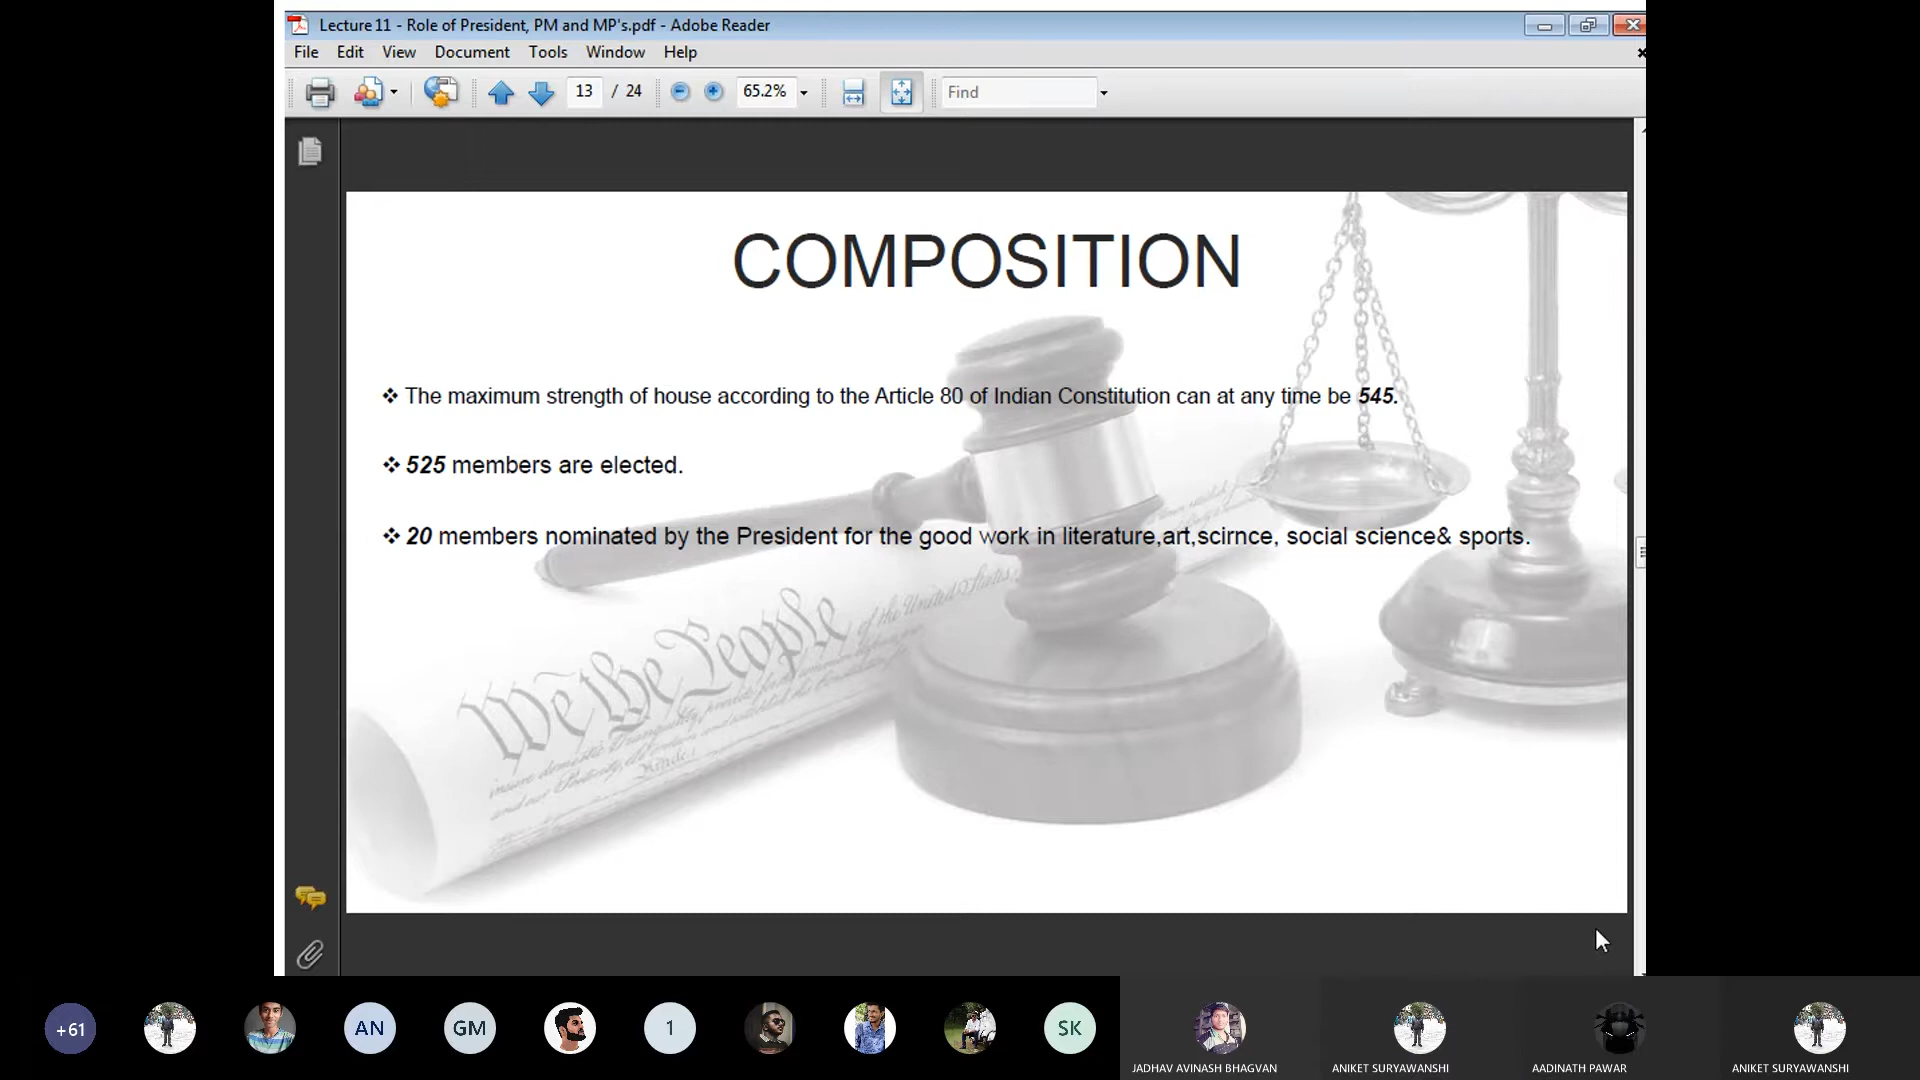 Lecture 11 - Role of President, PM and MP's.pdf - Adobe Reader
File Edit View Document Tools Window Help
13 / 24 65.2% Find
COMPOSITION
❖ The maximum strength of house according to the Article 80 of Indian Constitution can at any time be 545.
❖ 525 members are elected.
❖ 20 members nominated by the President for the good work in literature,art,scirnce, social science& sports.
We the People of the United States
+61 AN GM 1 SK
JADHAV AVINASH BHAGVAN ANIKET SURYAWANSHI AADINATH PAWAR ANIKET SURYAWANSHI